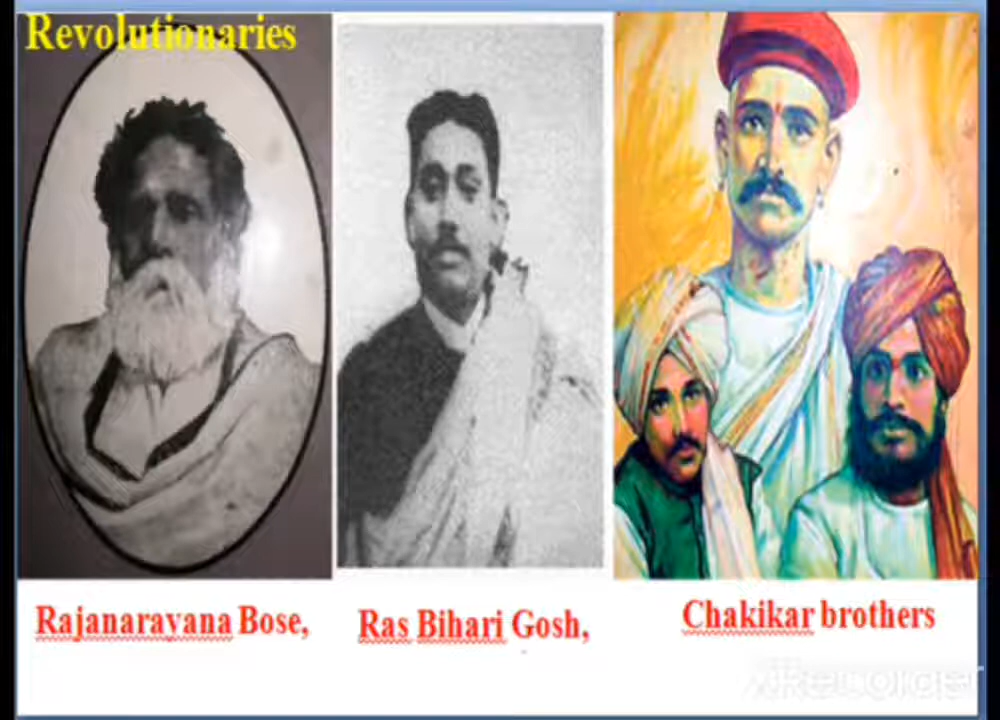 Revolutionaries
Rajanarayana Bose,
Ras Bihari Gosh,
Chakikar brothers